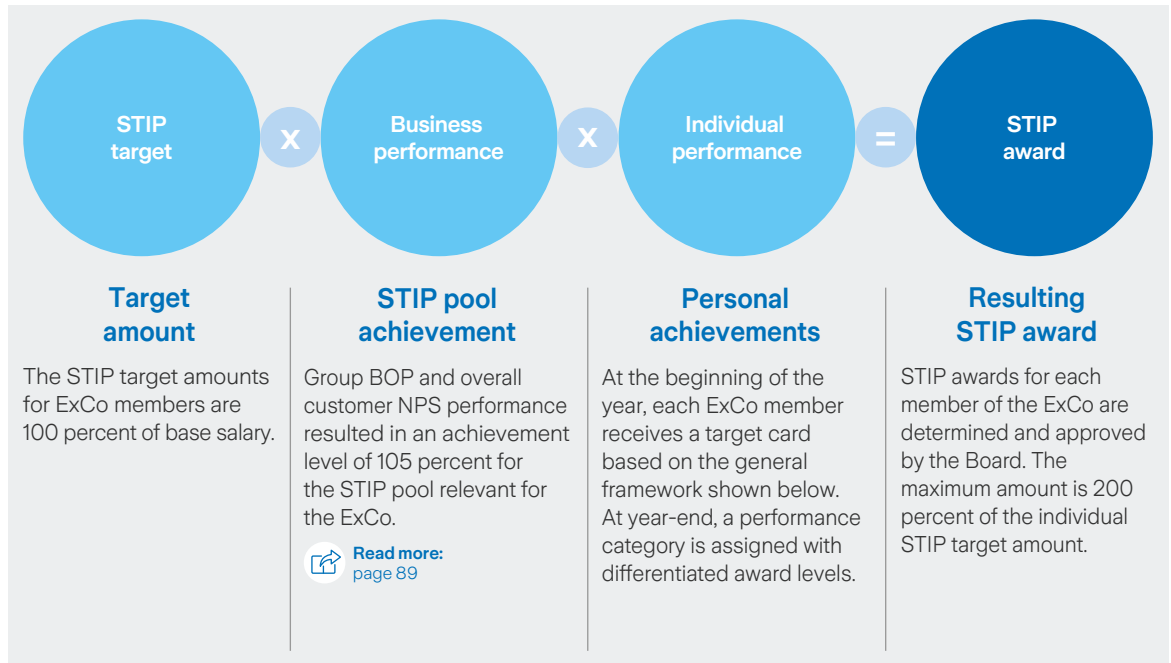 STIP
target
x
Business
performance
x
Individual
performance
=
STIP
award
Target
amount
The STIP target amounts
for ExCo members are
100 percent of base salary.
STIP pool
achievement
Group BOP and overall
customer NPS performance
resulted in an achievement
level of 105 percent for
the STIP pool relevant for
the ExCo.
Read more:
page 89
Personal
achievements
At the beginning of the
year, each ExCo member
receives a target card
based on the general
framework shown below.
At year-end, a performance
category is assigned with
differentiated award levels.
Resulting
STIP award
STIP awards for each
member of the ExCo are
determined and approved
by the Board. The
maximum amount is 200
percent of the individual
STIP target amount.